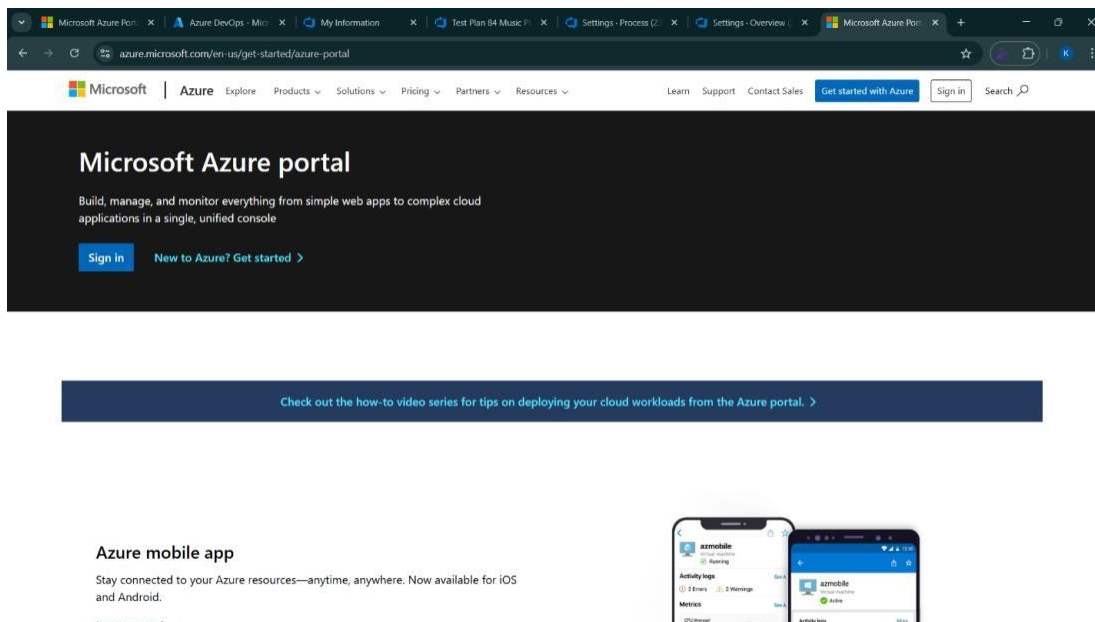 Microsoft Azure Port
Azure DevOps - Micr
My Information
Test Plan 84 Music P
Settings - Process (2
Settings - Overview (
Microsoft Azure Port
azure.microsoft.com/en-us/get-started/azure-portal
K
Microsoft
Azure Explore Products Solutions Pricing Partners Resources
Learn Support Contact Sales Get started with Azure Sign in Search
Microsoft Azure portal
Build, manage, and monitor everything from simple web apps to complex cloud
applications in a single, unified console
Sign in New to Azure? Get started
Check out the how-to video series for tips on deploying your cloud workloads from the Azure portal.
Azure mobile app
Stay connected to your Azure resources—anytime, anywhere. Now available for iOS
and Android.
azmobile
Virtual machine
Running
Activity logs
See A
2 Errors 2 Warnings
Metrics
See A
azmobile
Virtual machine
Active
Activity logs
More